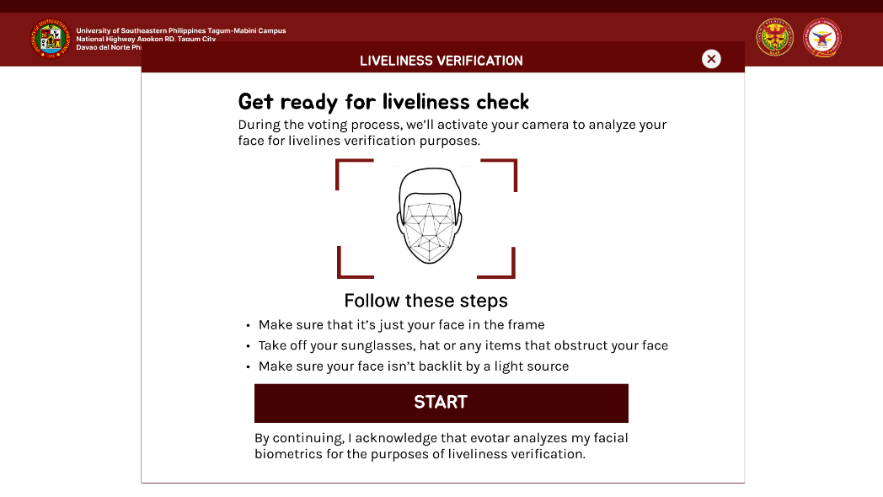 University of Southeastern Philippines Tagum-Mabini Campus
National Highway Apokon RD. Tagum City
Davao del Norte Ph
LIVELINESS VERIFICATION
Get ready for liveliness check
During the voting process, we'll activate your camera to analyze your
face for livelines verification purposes.
Follow these steps
• Make sure that it's just your face in the frame
• Take off your sunglasses, hat or any items that obstruct your face
• Make sure your face isn't backlit by a light source
START
By continuing, I acknowledge that evotar analyzes my facial
biometrics for the purposes of liveliness verification.